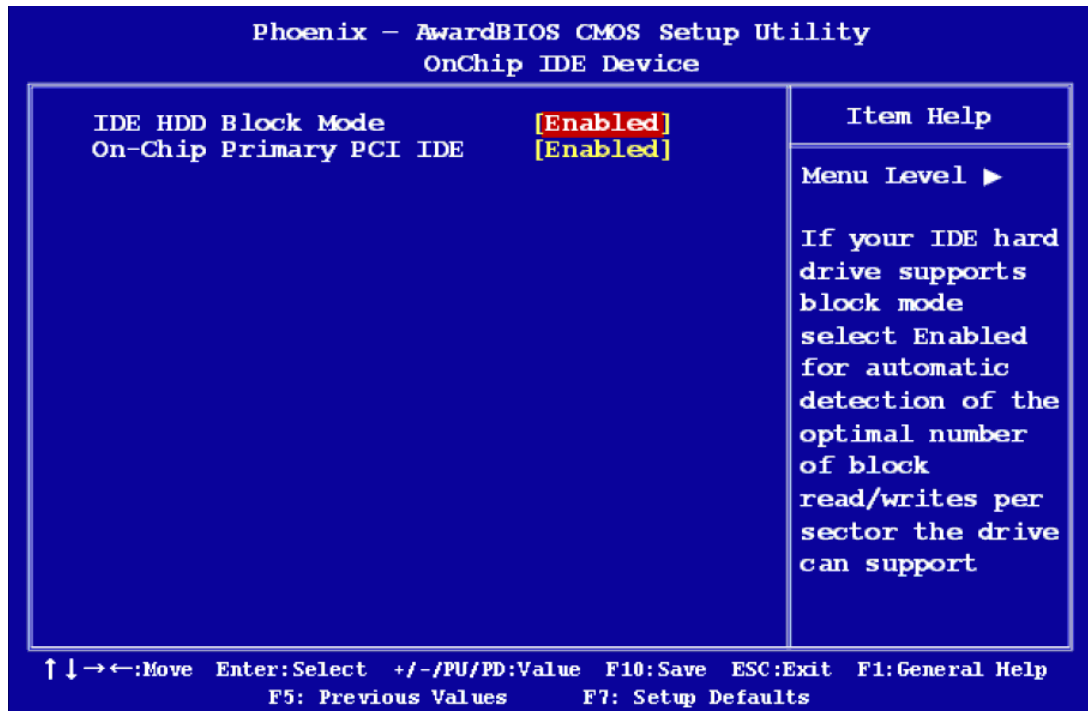 Phoenix – AwardBIOS CMOS Setup Utility
OnChip IDE Device
IDE HDD Block Mode [Enabled]
On-Chip Primary PCI IDE [Enabled]
Item Help
Menu Level ▶
If your IDE hard
drive supports
block mode
select Enabled
for automatic
detection of the
optimal number
of block
read/writes per
sector the drive
can support
↑↓→←:Move Enter:Select +/-/PU/PD:Value F10:Save ESC:Exit F1:General Help
F5: Previous Values F7: Setup Defaults